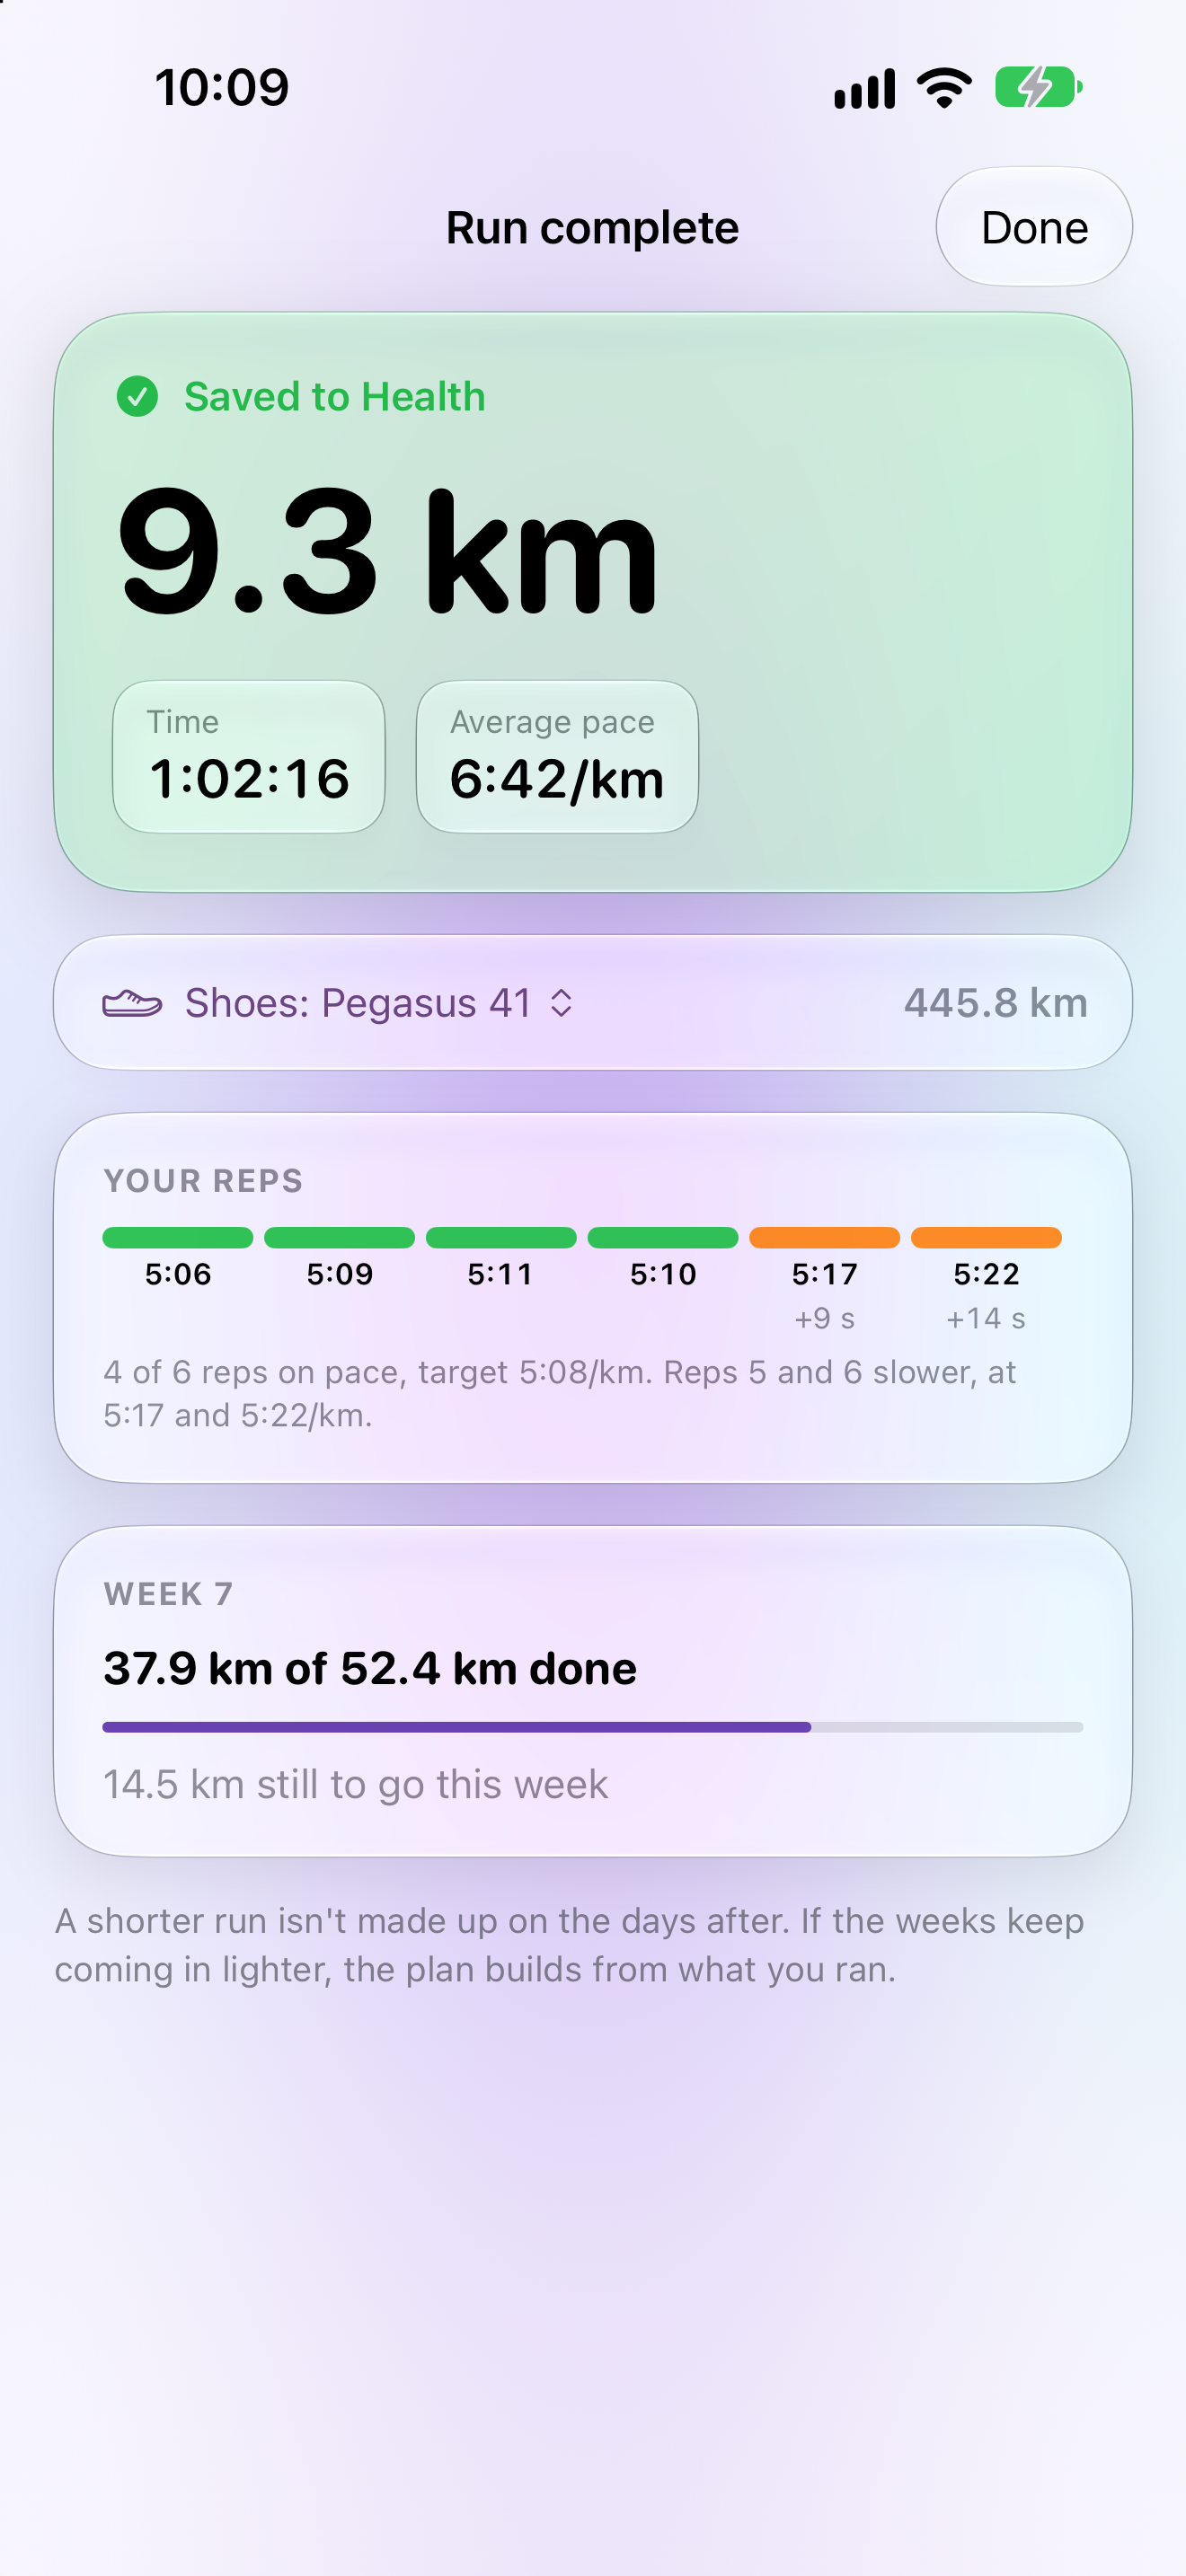 10:09
Run complete
Done
Saved to Health
9.3 km
Time
1:02:16
Average pace
6:42/km
Shoes: Pegasus 41
445.8 km
YOUR REPS
5:06 5:09 5:11 5:10 5:17 5:22
+9 s +14 s
4 of 6 reps on pace, target 5:08/km. Reps 5 and 6 slower, at
5:17 and 5:22/km.
WEEK 7
37.9 km of 52.4 km done
14.5 km still to go this week
A shorter run isn't made up on the days after. If the weeks keep
coming in lighter, the plan builds from what you ran.